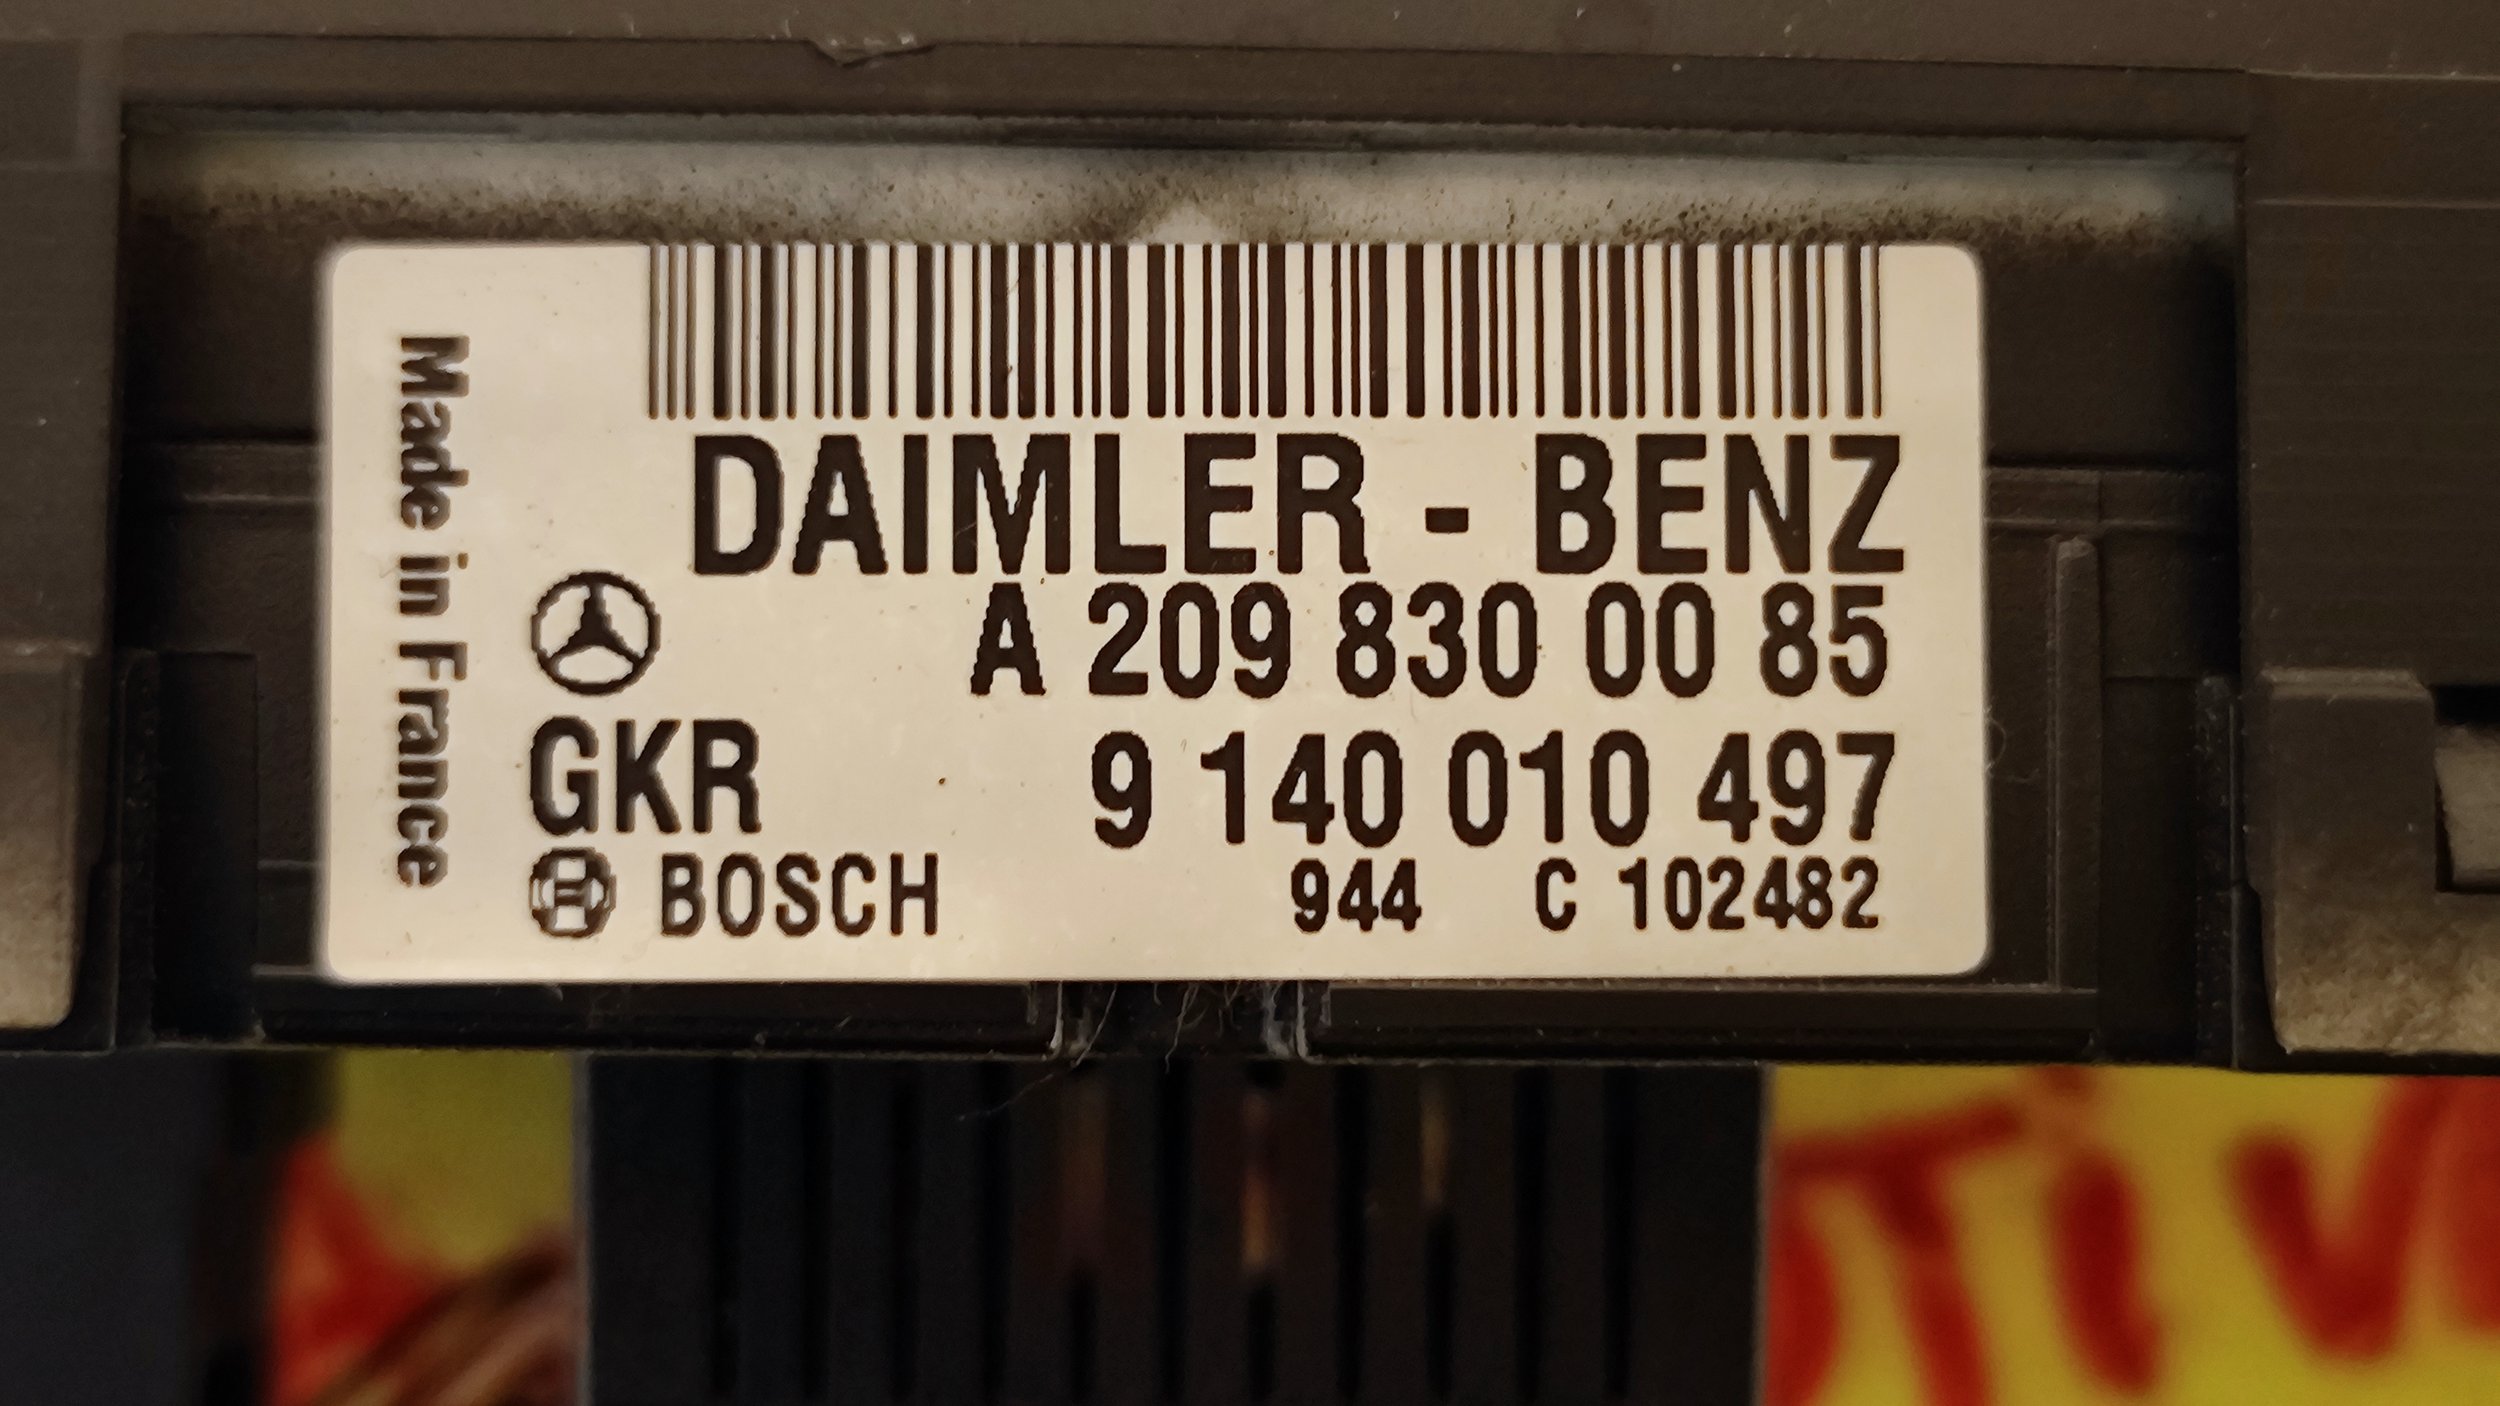 Made in France
DAIMLER - BENZ
A 209 830 00 85
GKR 9 140 010 497
BOSCH 944 C 102482